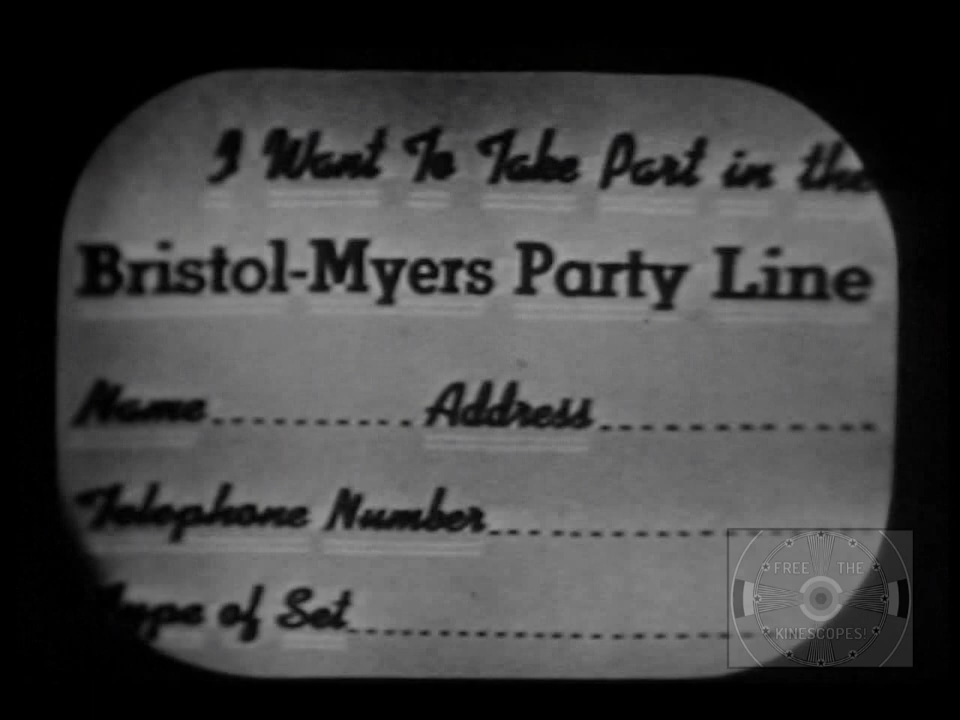 I Want To Take Part in the
Bristol-Myers Party Line
Name.......... Address..............
Telephone Number....................
Type of Set..........................
FREE THE
KINESCOPES!